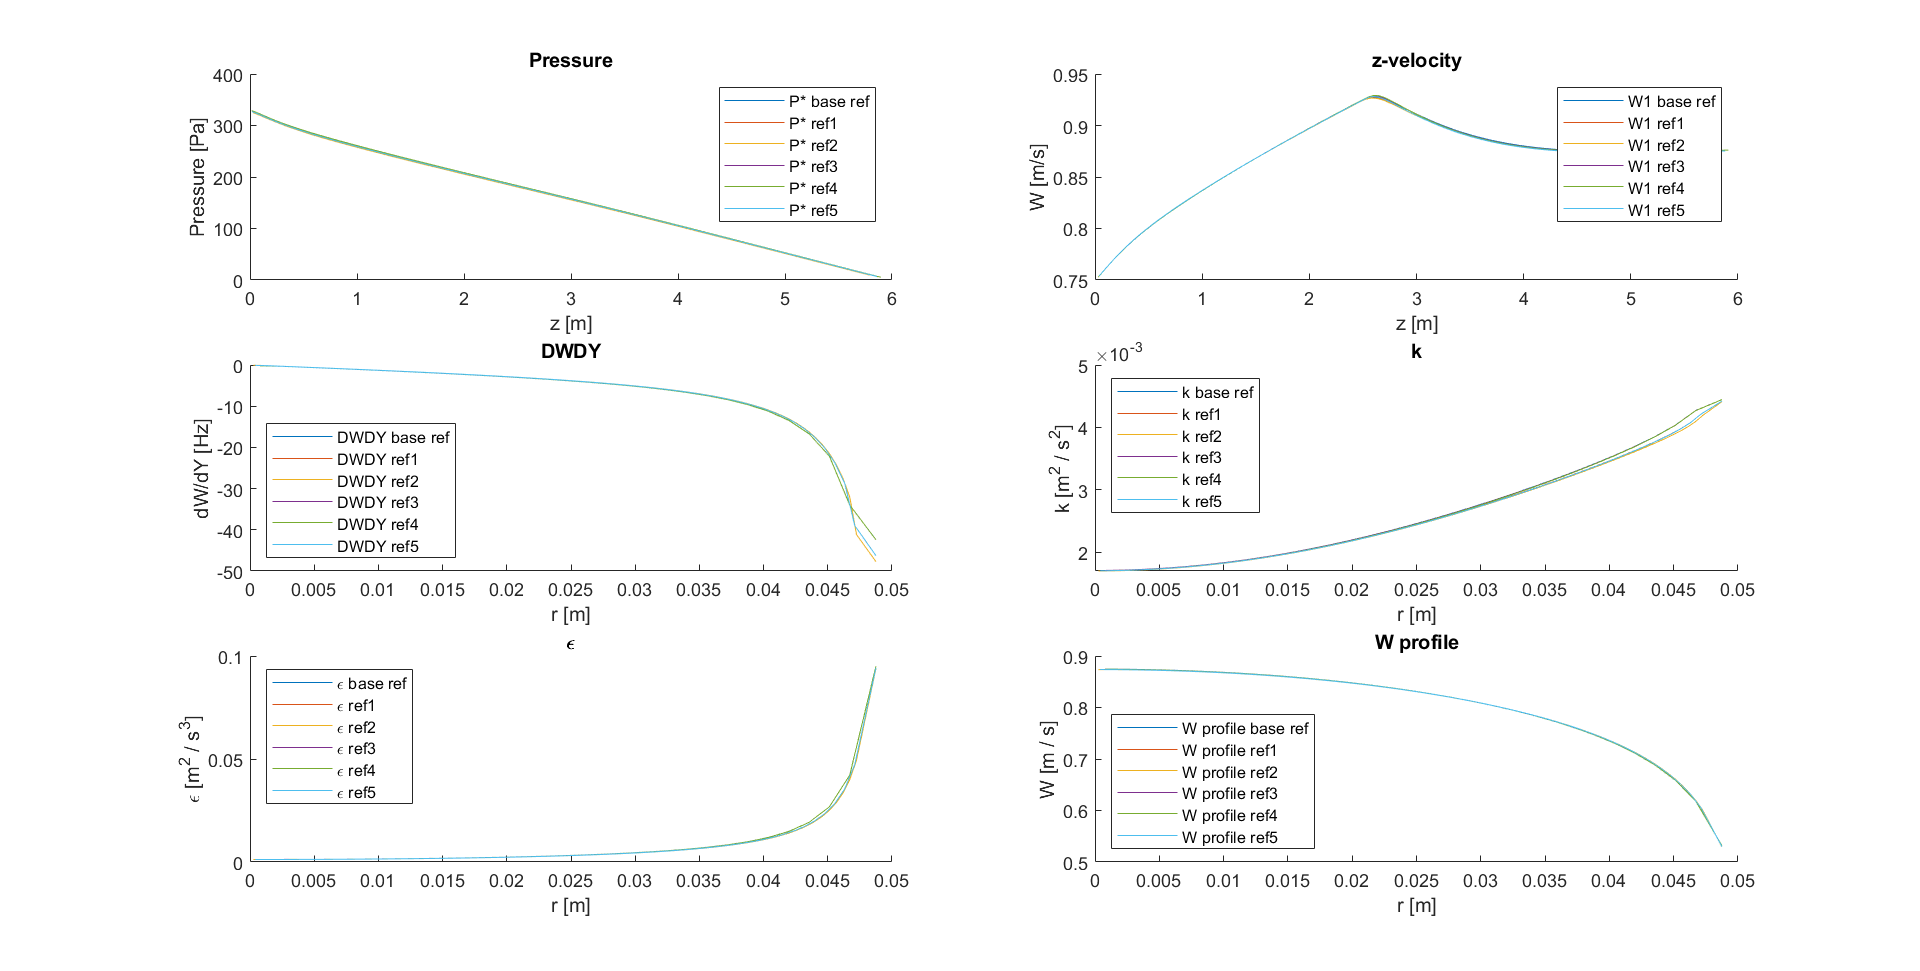 Pressure
400
300
200
100
0
Pressure [Pa]
P* base ref
P* ref1
P* ref2
P* ref3
P* ref4
P* ref5
0 1 2 3 4 5 6
z [m]
z-velocity
0.95
0.9
0.85
0.8
0.75
W [m/s]
W1 base ref
W1 ref1
W1 ref2
W1 ref3
W1 ref4
W1 ref5
0 1 2 3 4 5 6
z [m]
DWDY
0
-10
-20
-30
-40
-50
dW/dY [Hz]
DWDY base ref
DWDY ref1
DWDY ref2
DWDY ref3
DWDY ref4
DWDY ref5
0 0.005 0.01 0.015 0.02 0.025 0.03 0.035 0.04 0.045 0.05
r [m]
k
×10⁻³
5
4
3
2
k [m² / s²]
k base ref
k ref1
k ref2
k ref3
k ref4
k ref5
0 0.005 0.01 0.015 0.02 0.025 0.03 0.035 0.04 0.045 0.05
r [m]
ϵ
0.1
0.05
0
ϵ [m² / s³]
ϵ base ref
ϵ ref1
ϵ ref2
ϵ ref3
ϵ ref4
ϵ ref5
0 0.005 0.01 0.015 0.02 0.025 0.03 0.035 0.04 0.045 0.05
r [m]
W profile
0.9
0.8
0.7
0.6
0.5
W [m / s]
W profile base ref
W profile ref1
W profile ref2
W profile ref3
W profile ref4
W profile ref5
0 0.005 0.01 0.015 0.02 0.025 0.03 0.035 0.04 0.045 0.05
r [m]